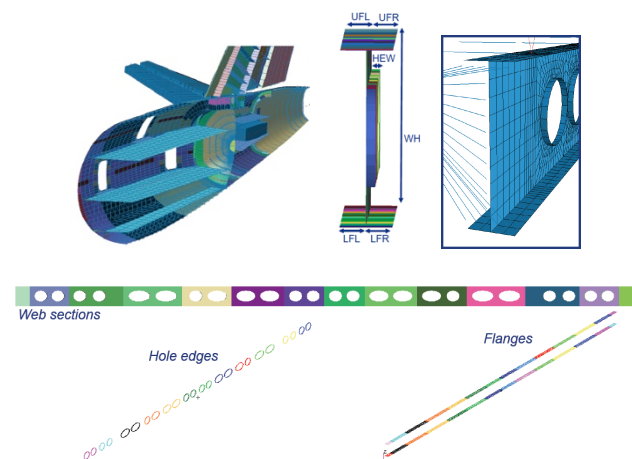 UFL UFR
HEW
WH
LFL LFR
Web sections
Hole edges
Flanges